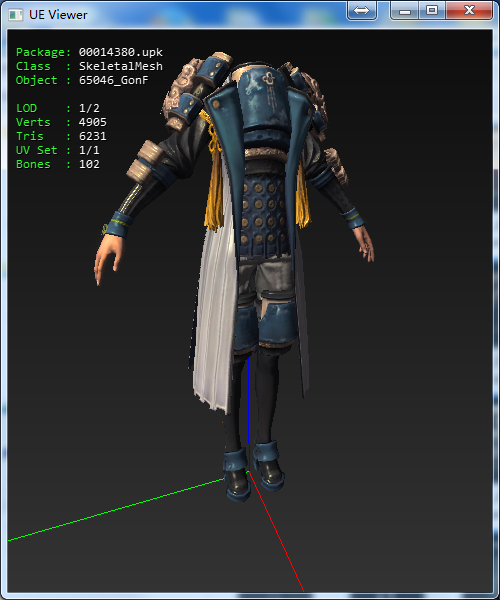 UE Viewer
Package: 00014380.upk
Class  : SkeletalMesh
Object : 65046_GonF
LOD    : 1/2
Verts  : 4905
Tris   : 6231
UV Set : 1/1
Bones  : 102